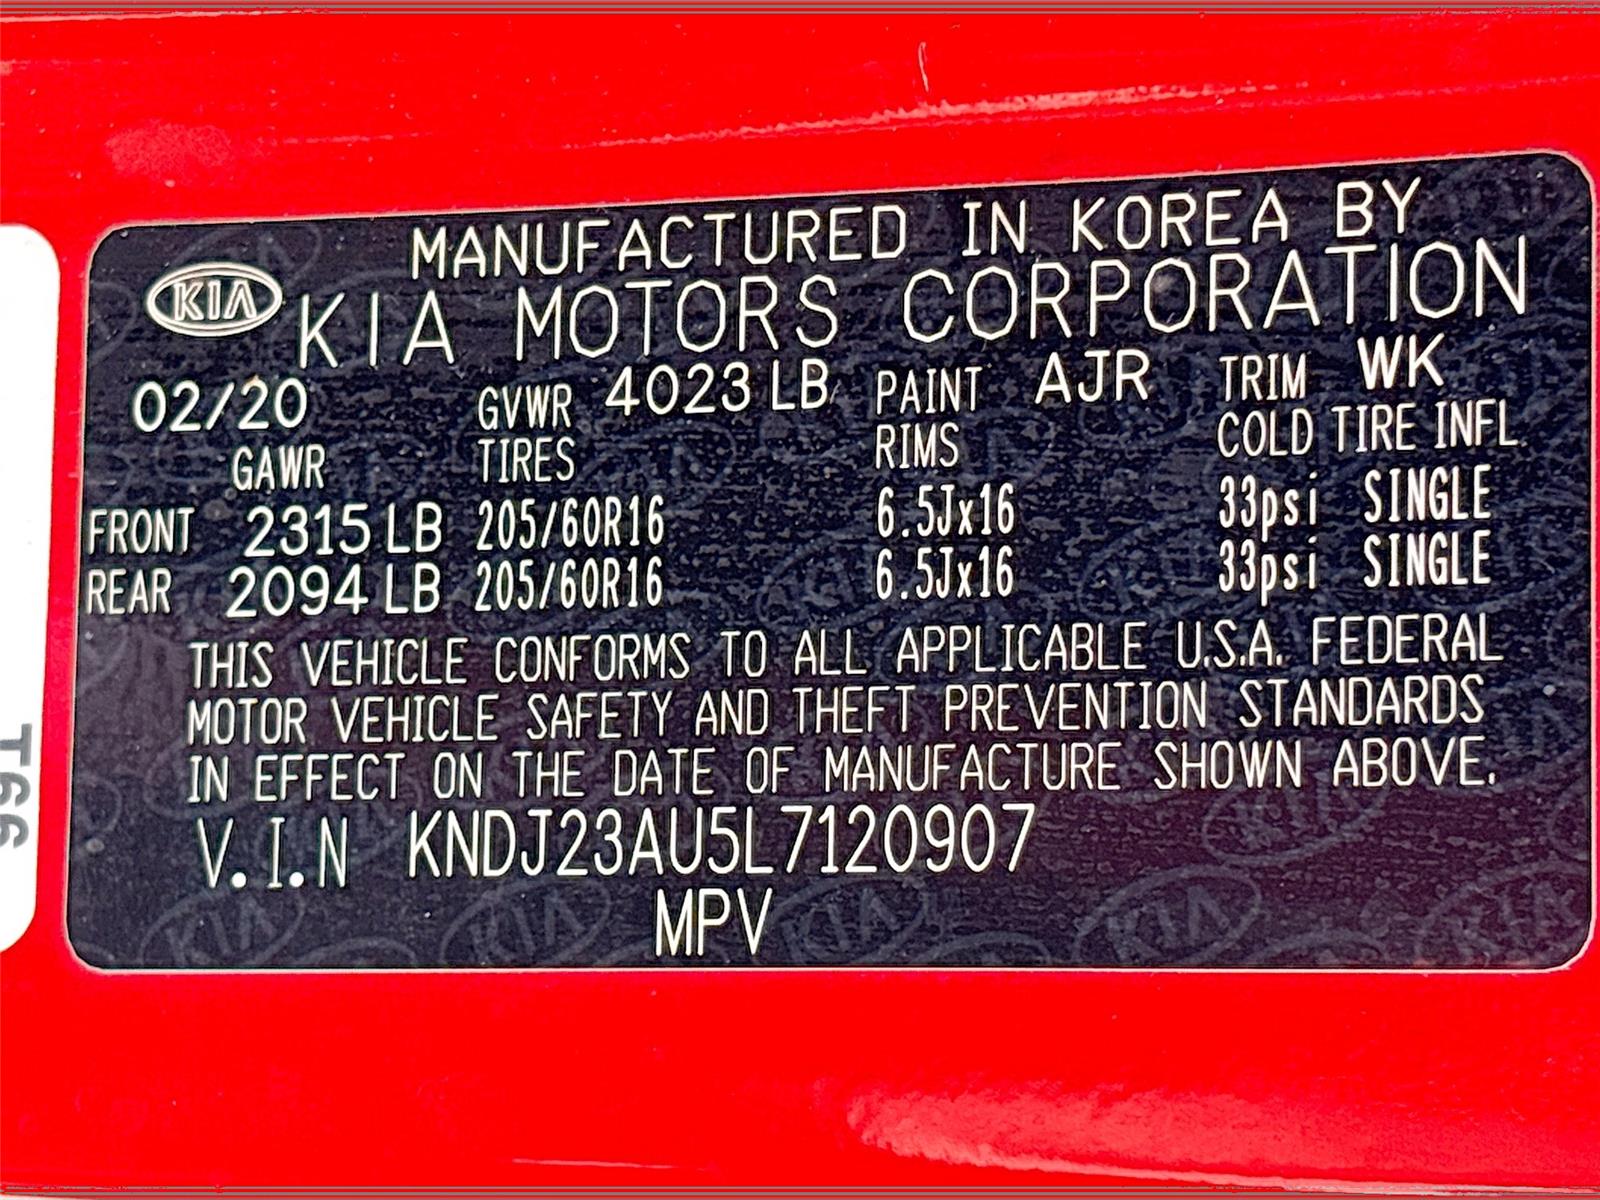 MANUFACTURED IN KOREA BY
KIA KIA MOTORS CORPORATION
02/20 GVWR 4023 LB PAINT AJR TRIM WK
GAWR TIRES RIMS COLD TIRE INFL
FRONT 2315 LB 205/60R16 6.5Jx16 33psi SINGLE
REAR 2094 LB 205/60R16 6.5Jx16 33psi SINGLE
THIS VEHICLE CONFORMS TO ALL APPLICABLE U.S.A. FEDERAL
MOTOR VEHICLE SAFETY AND THEFT PREVENTION STANDARDS
IN EFFECT ON THE DATE OF MANUFACTURE SHOWN ABOVE.
V.I.N KNDJ23AU5L7120907
MPV
T66